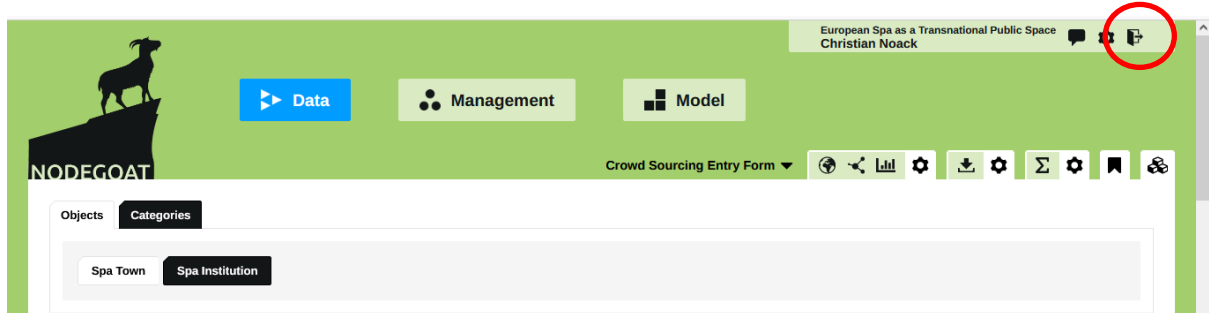 European Spa as a Transnational Public Space
Christian Noack
Data
Management
Model
NODEGOAT
Crowd Sourcing Entry Form
Objects
Categories
Spa Town
Spa Institution